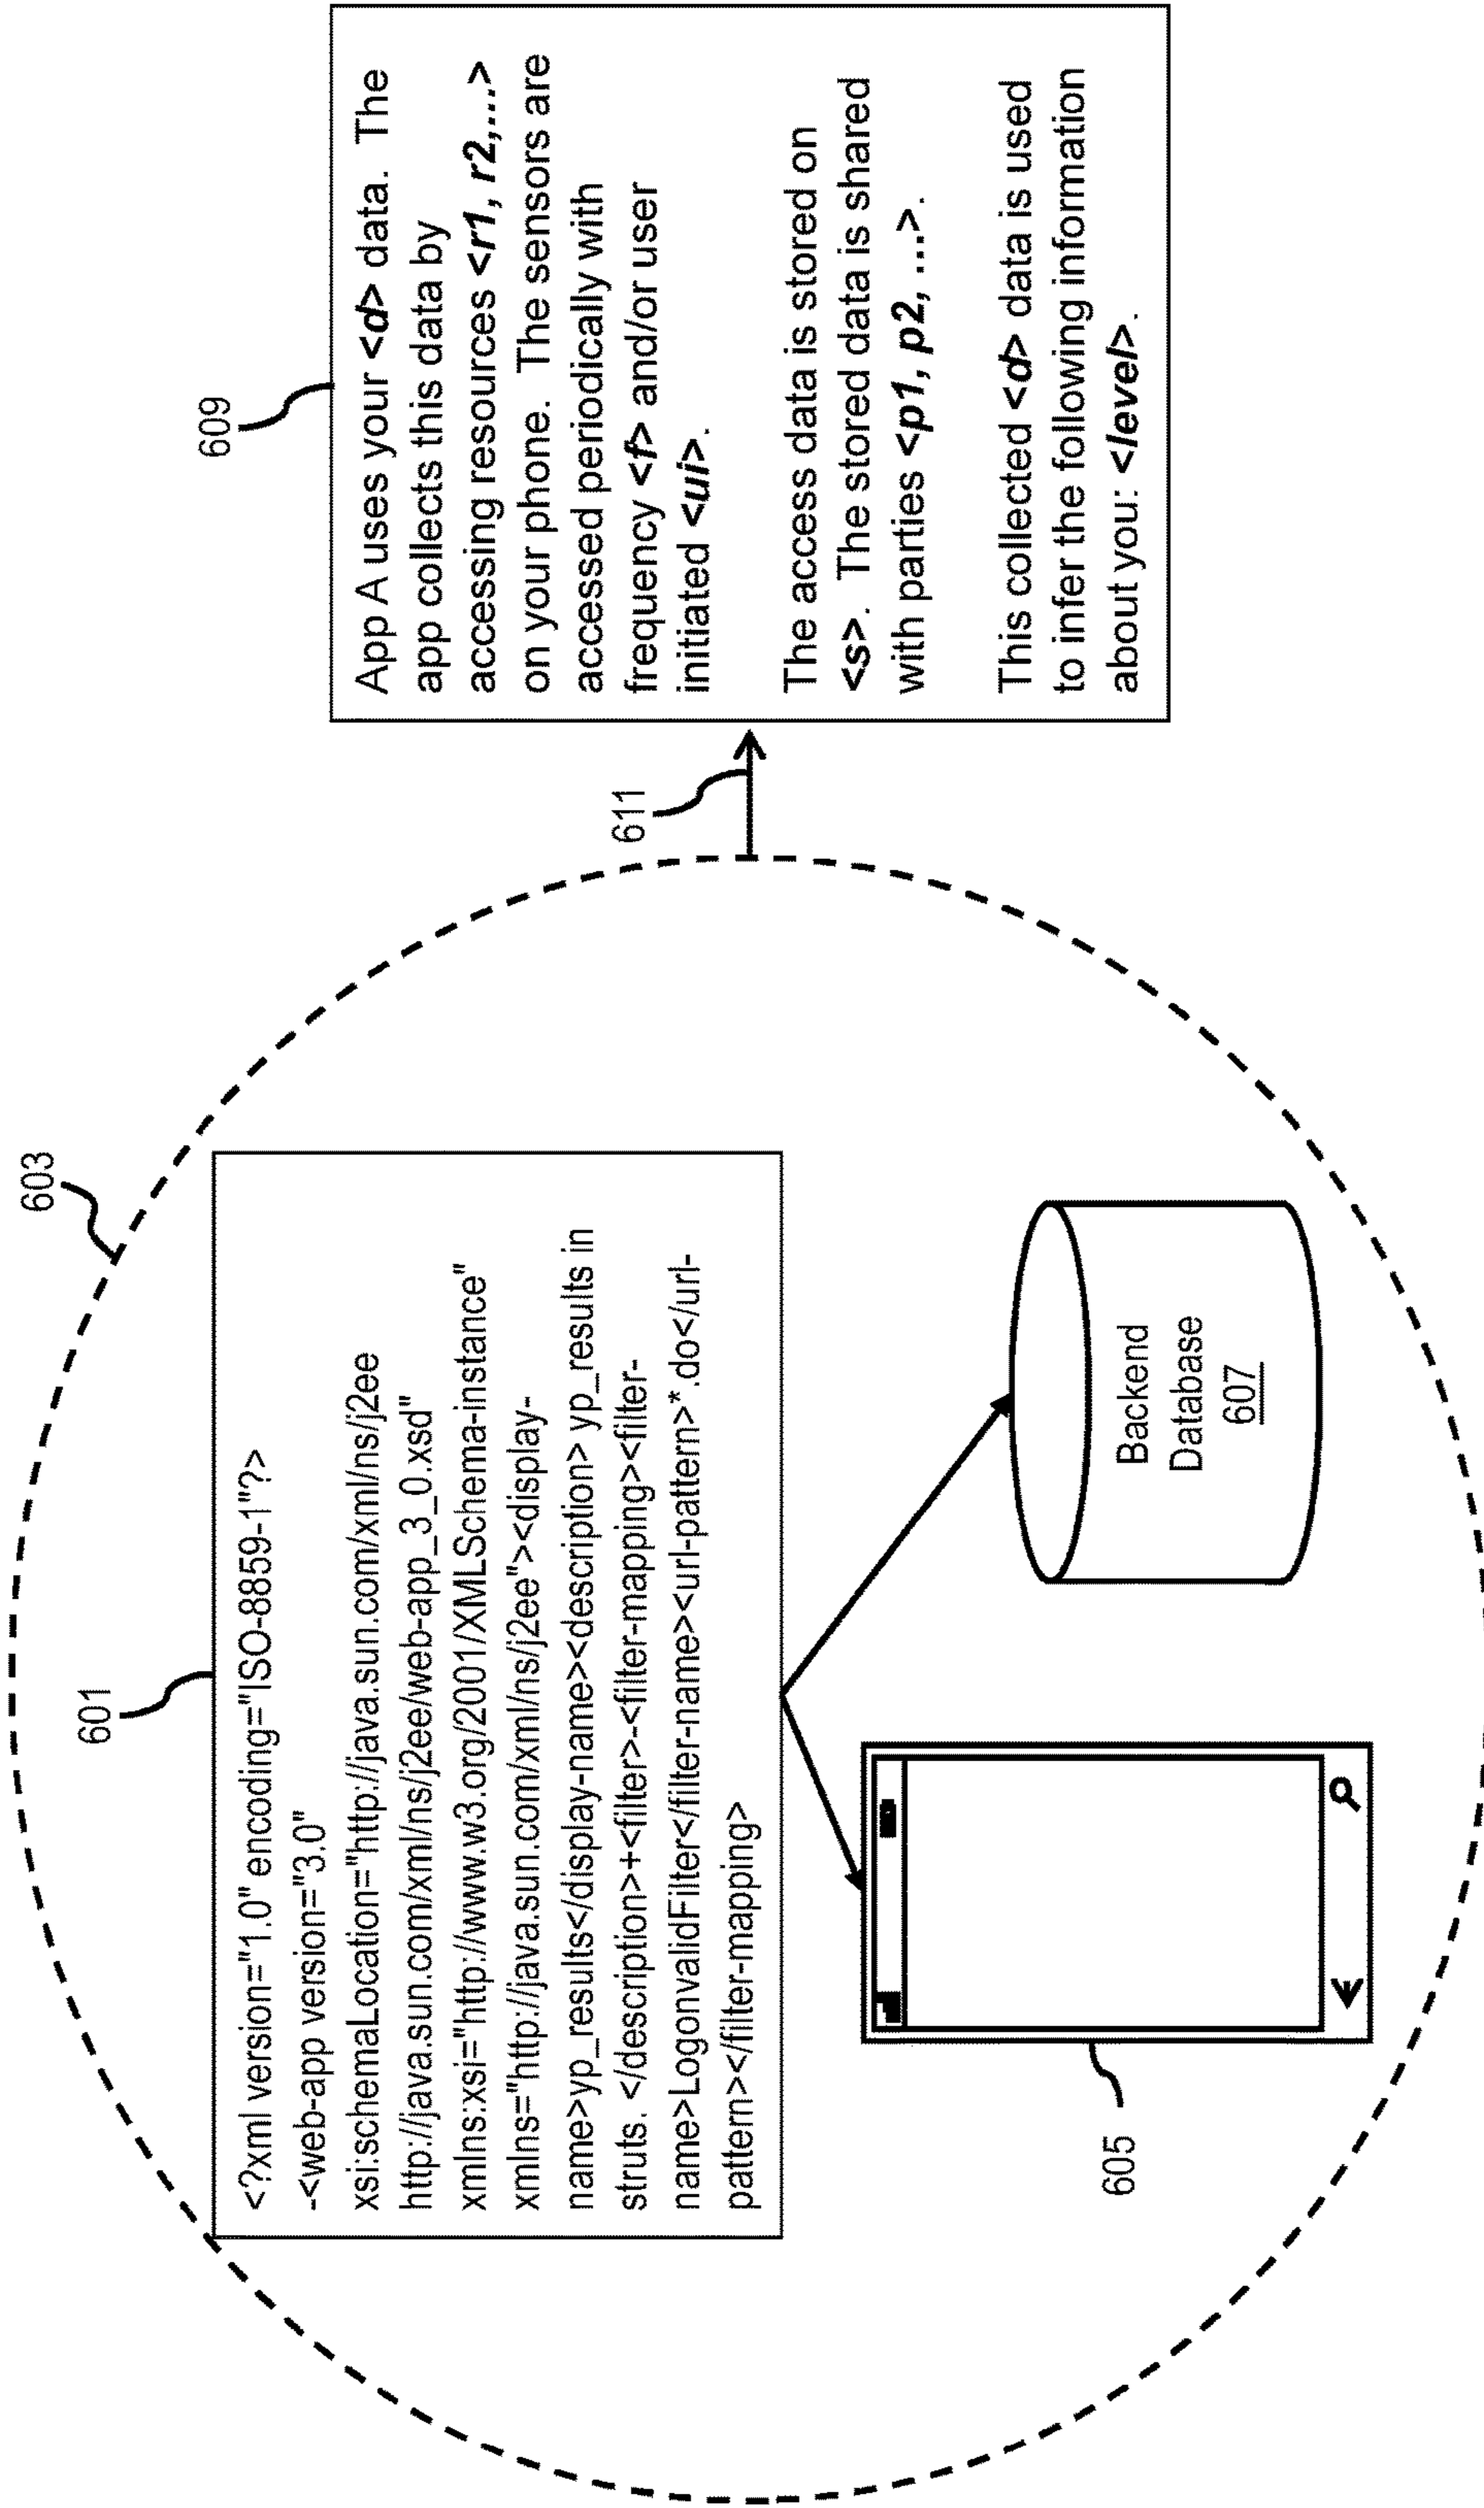 603
601
<?xml version="1.0" encoding="ISO-8859-1"?>
-<web-app version="3.0"
xsi:schemaLocation="http://java.sun.com/xml/ns/j2ee
http://java.sun.com/xml/ns/j2ee/web-app_3_0.xsd"
xmlns:xsi="http://www.w3.org/2001/XMLSchema-instance"
xmlns="http://java.sun.com/xml/ns/j2ee"><display-
name>yp_results</display-name><description> yp_results in
struts. </description>+<filter>-<filter-mapping><filter-
name>LogonvalidFilter</filter-name><url-pattern>*.do</url-
pattern></filter-mapping>
605
Backend
Database
607
611
609
App A uses your <d> data. The
app collects this data by
accessing resources <r1, r2,...>
on your phone. The sensors are
accessed periodically with
frequency <f> and/or user
initiated <ui>.
The access data is stored on
<s>. The stored data is shared
with parties <p1, p2, ...>.
This collected <d> data is used
to infer the following information
about you: <level>.